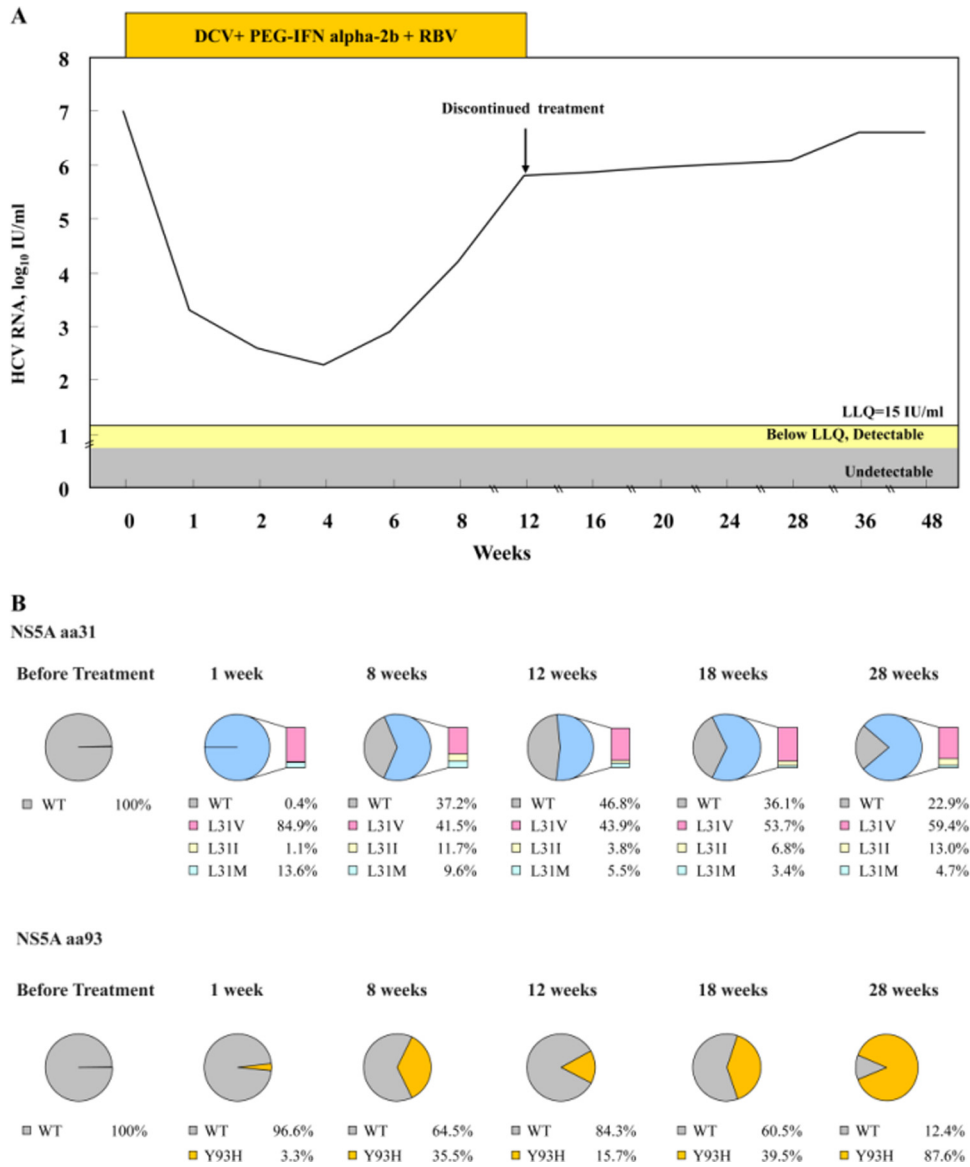 A
DCV+ PEG-IFN alpha-2b + RBV
8
7
6
5
4
3
2
1
0
HCV RNA, log10 IU/ml
Discontinued treatment
LLQ=15 IU/ml
Below LLQ, Detectable
Undetectable
0 1 2 4 6 8 12 16 20 24 28 36 48
Weeks
B
NS5A aa31
Before Treatment 1 week 8 weeks 12 weeks 18 weeks 28 weeks
WT 100% WT 0.4% WT 37.2% WT 46.8% WT 36.1% WT 22.9%
L31V 84.9% L31V 41.5% L31V 43.9% L31V 53.7% L31V 59.4%
L31I 1.1% L31I 11.7% L31I 3.8% L31I 6.8% L31I 13.0%
L31M 13.6% L31M 9.6% L31M 5.5% L31M 3.4% L31M 4.7%
NS5A aa93
Before Treatment 1 week 8 weeks 12 weeks 18 weeks 28 weeks
WT 100% WT 96.6% WT 64.5% WT 84.3% WT 60.5% WT 12.4%
Y93H 3.3% Y93H 35.5% Y93H 15.7% Y93H 39.5% Y93H 87.6%